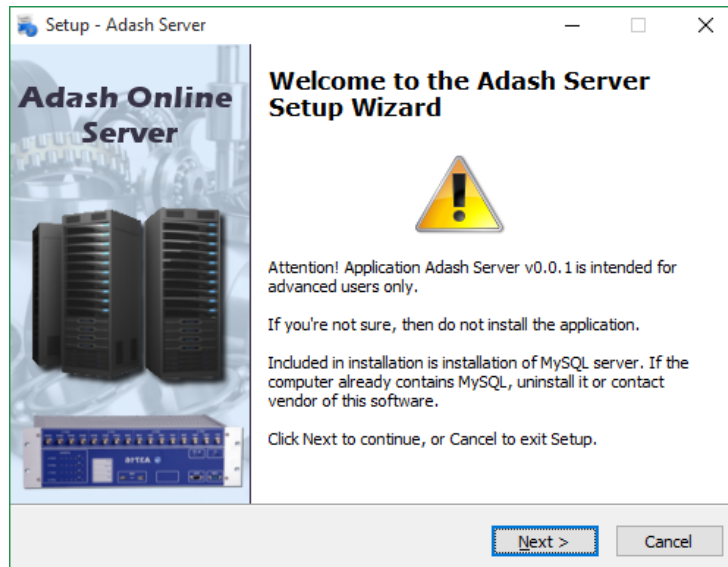 Setup - Adash Server
Adash Online
Server
Welcome to the Adash Server
Setup Wizard
Attention! Application Adash Server v0.0.1 is intended for
advanced users only.
If you're not sure, then do not install the application.
Included in installation is installation of MySQL server. If the
computer already contains MySQL, uninstall it or contact
vendor of this software.
Click Next to continue, or Cancel to exit Setup.
Next >
Cancel